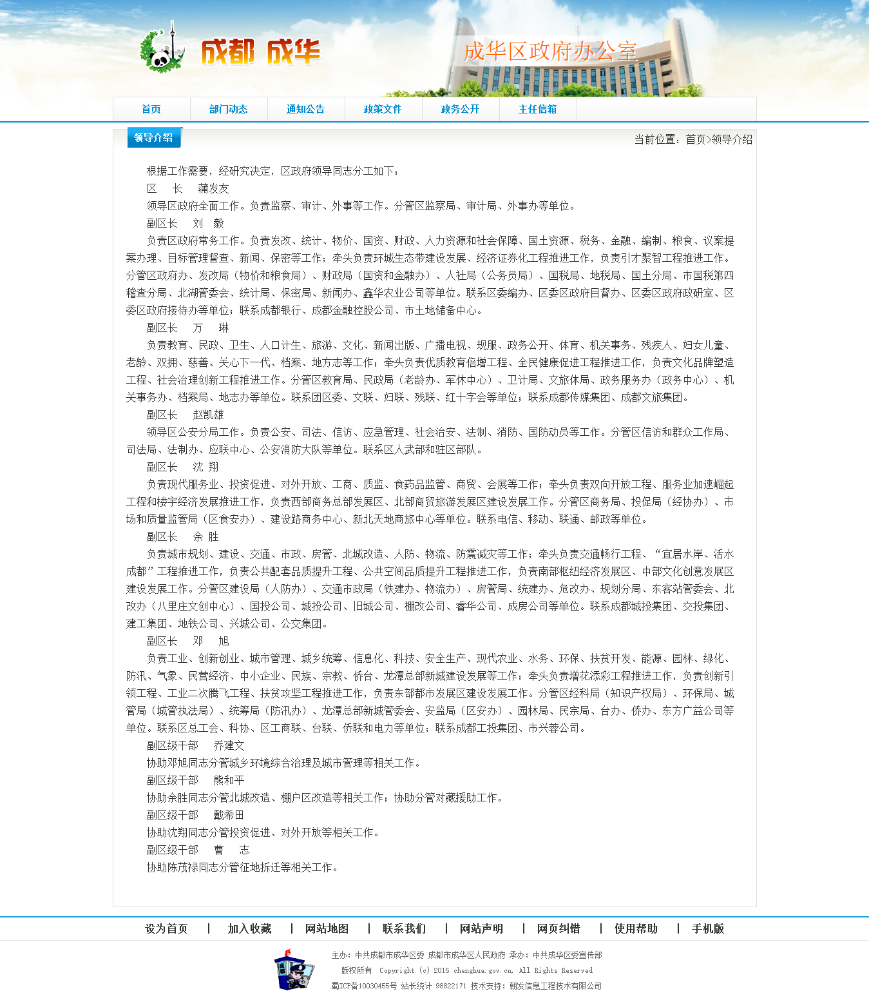 成都 成华
成华区政府办公室
首页 部门动态 通知公告 政策文件 政务公开 主任信箱
领导介绍
当前位置：首页>领导介绍
根据工作需要，经研究决定，区政府领导同志分工如下：
区 长 蒲发友
领导区政府全面工作。负责监察、审计、外事等工作。分管区监察局、审计局、外事办等单位。
副区长 刘 毅
负责区政府常务工作。负责发改、统计、物价、国资、财政、人力资源和社会保障、国土资源、税务、金融、编制、粮食、议案提
案办理、目标管理督查、新闻、保密等工作；牵头负责环城生态带建设发展、经济证券化工程推进工作，负责引才聚智工程推进工作。
分管区政府办、发改局（物价和粮食局）、财政局（国资和金融办）、人社局（公务员局）、国税局、地税局、国土分局、市国税第四
稽查分局、北湖管委会、统计局、保密局、新闻办、鑫华农业公司等单位。联系区委编办、区委区政府目督办、区委区政府政研室、区
委区政府接待办等单位；联系成都银行、成都金融控股公司、市土地储备中心。
副区长 万 琳
负责教育、民政、卫生、人口计生、旅游、文化、新闻出版、广播电视、规服、政务公开、体育、机关事务、残疾人、妇女儿童、
老龄、双拥、慈善、关心下一代、档案、地方志等工作；牵头负责优质教育倍增工程、全民健康促进工程推进工作，负责文化品牌塑造
工程、社会治理创新工程推进工作。分管区教育局、民政局（老龄办、军休中心）、卫计局、文旅体局、政务服务办（政务中心）、机
关事务办、档案局、地志办等单位。联系团区委、文联、妇联、残联、红十字会等单位；联系成都传媒集团、成都文旅集团。
副区长 赵凯雄
领导区公安分局工作。负责公安、司法、信访、应急管理、社会治安、法制、消防、国防动员等工作。分管区信访和群众工作局、
司法局、法制办、应联中心、公安消防大队等单位。联系区人武部和驻区部队。
副区长 沈 翔
负责现代服务业、投资促进、对外开放、工商、质监、食药品监管、商贸、会展等工作；牵头负责双向开放工程、服务业加速崛起
工程和楼宇经济发展推进工作，负责西部商务总部发展区、北部商贸旅游发展区建设发展工作。分管区商务局、投促局（经协办）、市
场和质量监管局（区食安办）、建设路商务中心、新北天地商旅中心等单位。联系电信、移动、联通、邮政等单位。
副区长 余 胜
负责城市规划、建设、交通、市政、房管、北城改造、人防、物流、防震减灾等工作；牵头负责交通畅行工程、“宜居水岸、活水
成都”工程推进工作，负责公共配套品质提升工程、公共空间品质提升工程推进工作，负责南部枢纽经济发展区、中部文化创意发展区
建设发展工作。分管区建设局（人防办）、交通市政局（铁建办、物流办）、房管局、统建办、危改办、规划分局、东客站管委会、北
改办（八里庄文创中心）、国投公司、城投公司、旧城公司、棚改公司、睿华公司、成房公司等单位。联系成都城投集团、交投集团、
建工集团、地铁公司、兴城公司、公交集团。
副区长 邓 旭
负责工业、创新创业、城市管理、城乡统筹、信息化、科技、安全生产、现代农业、水务、环保、扶贫开发、能源、园林、绿化、
防汛、气象、民营经济、中小企业、民族、宗教、侨台、龙潭总部新城建设发展等工作；牵头负责增花添彩工程推进工作，负责创新引
领工程、工业二次腾飞工程、扶贫攻坚工程推进工作，负责东部都市发展区建设发展工作。分管区经科局（知识产权局）、环保局、城
管局（城管执法局）、统筹局（防汛办）、龙潭总部新城管委会、安监局（区安办）、园林局、民宗局、台办、侨办、东方广益公司等
单位。联系区总工会、科协、区工商联、台联、侨联和电力等单位；联系成都工投集团、市兴蓉公司。
副区级干部 乔建文
协助邓旭同志分管城乡环境综合治理及城市管理等相关工作。
副区级干部 熊和平
协助余胜同志分管北城改造、棚户区改造等相关工作；协助分管对藏援助工作。
副区级干部 戴希田
协助沈翔同志分管投资促进、对外开放等相关工作。
副区级干部 曹 志
协助陈茂禄同志分管征地拆迁等相关工作。
设为首页 | 加入收藏 | 网站地图 | 联系我们 | 网站声明 | 网页纠错 | 使用帮助 | 手机版
主办：中共成都市成华区委 成都市成华区人民政府 承办：中共成华区委宣传部
版权所有 Copyright (c) 2015 chenghua.gov.cn, All Rights Reserved
蜀ICP备10030455号 站长统计 98822171 技术支持：朝发信息工程技术有限公司